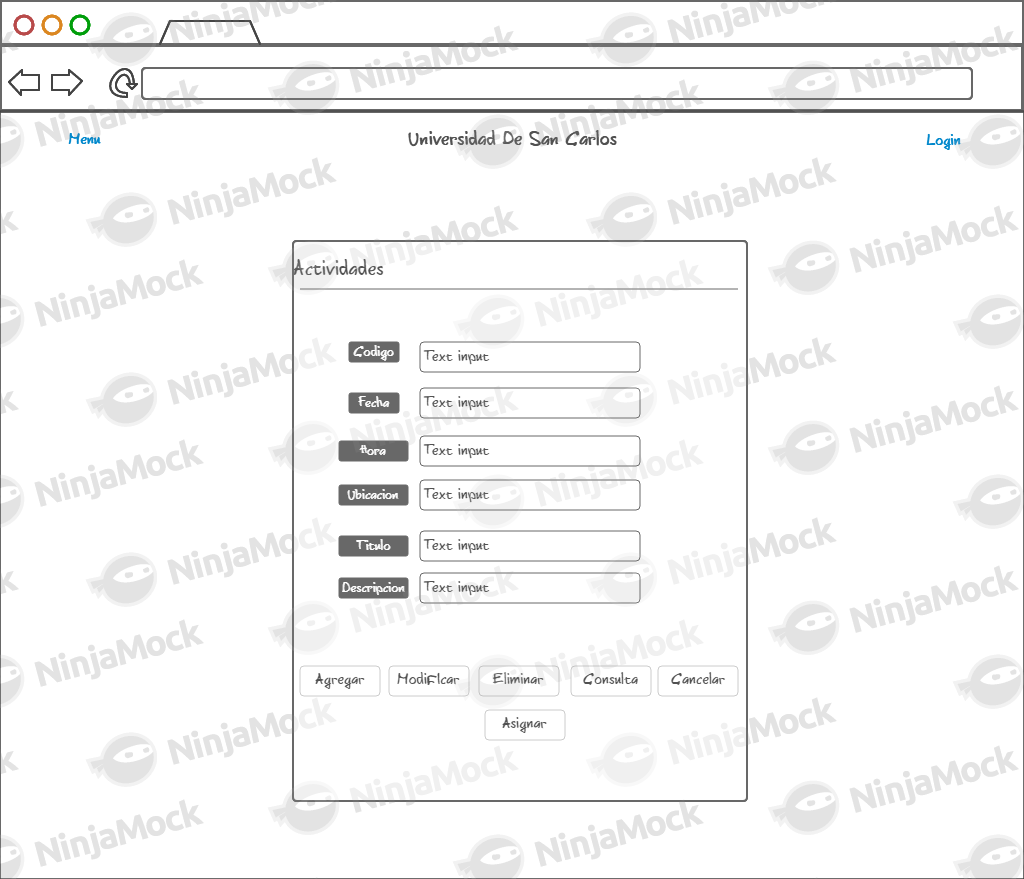 Menu
Universidad De San Carlos
Login
Actividades
Codigo
Text input
Fecha
Text input
Hora
Text input
Ubicacion
Text input
Titulo
Text input
Descripcion
Text input
Agregar
ModiFIcar
Eliminar
Consulta
Cancelar
Asignar
NinjaMock